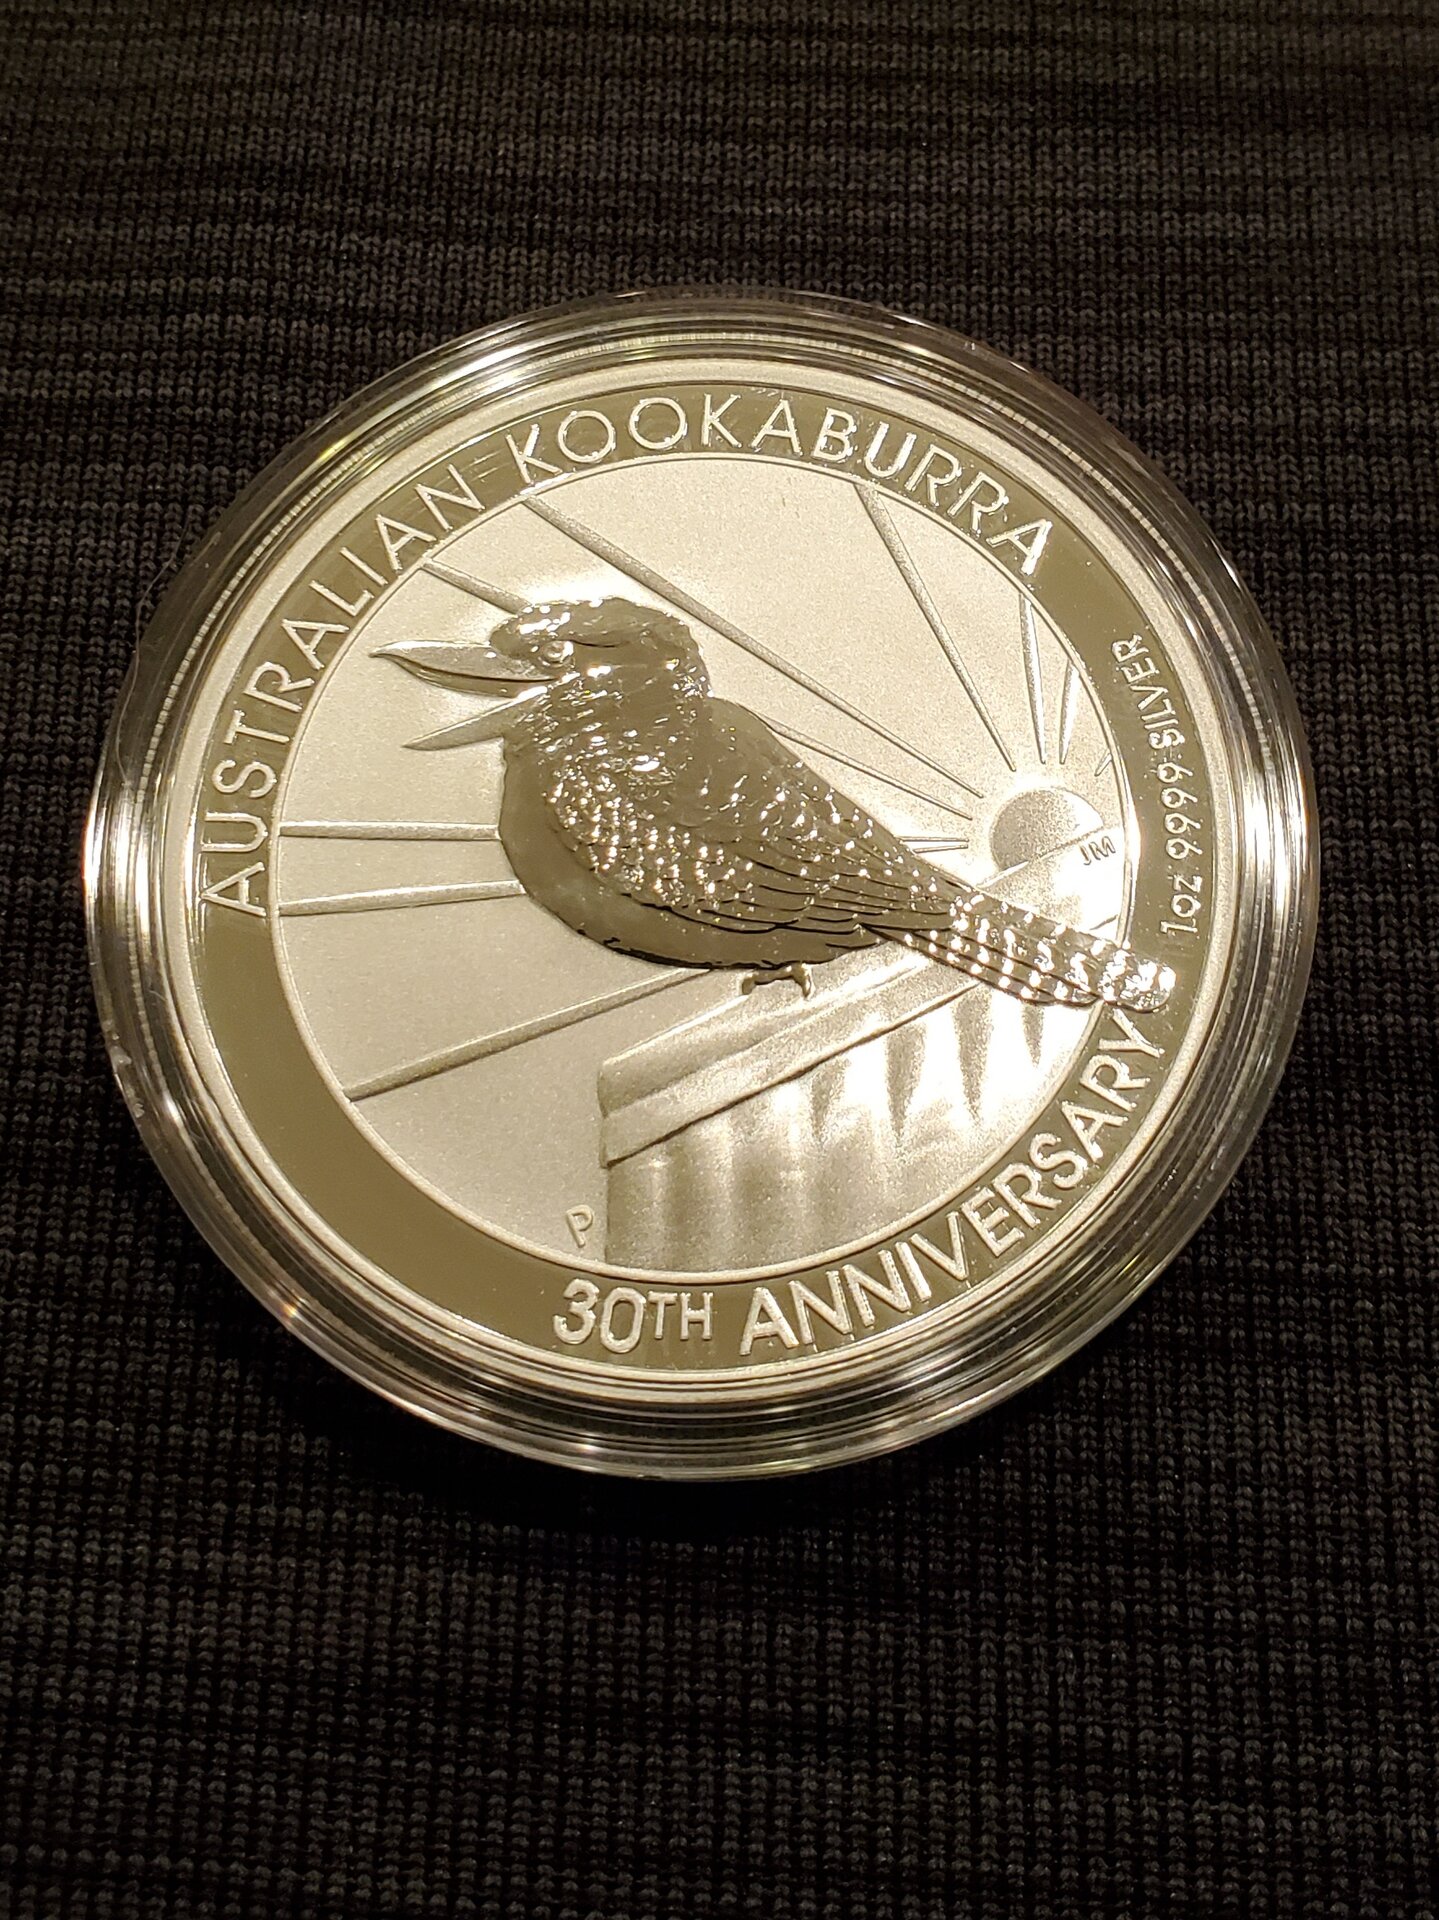 AUSTRALIAN KOOKABURRA
1oz 9999 SILVER
JM
P
30TH ANNIVERSARY